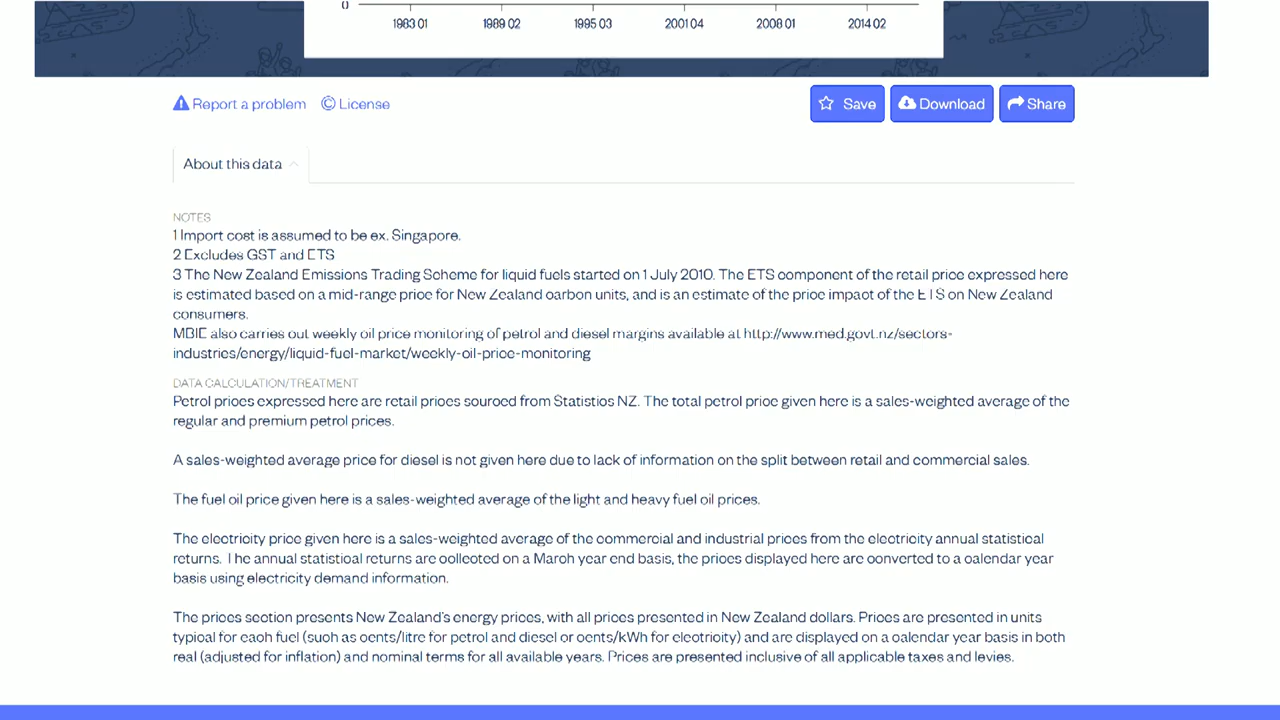 0
1983 01 1989 02 1995 03 2001 04 2008 01 2014 02
Report a problem © License Save Download Share
About this data
NOTES
1 Import cost is assumed to be ex. Singapore.
2 Excludes GST and ETS
3 The New Zealand Emissions Trading Scheme for liquid fuels started on 1 July 2010. The ETS component of the retail price expressed here
is estimated based on a mid-range price for New Zealand carbon units, and is an estimate of the price impact of the ETS on New Zealand
consumers.
MBIE also carries out weekly oil price monitoring of petrol and diesel margins available at http://www.med.govt.nz/sectors-
industries/energy/liquid-fuel-market/weekly-oil-price-monitoring
DATA CALCULATION/TREATMENT
Petrol prices expressed here are retail prices sourced from Statistics NZ. The total petrol price given here is a sales-weighted average of the
regular and premium petrol prices.
A sales-weighted average price for diesel is not given here due to lack of information on the split between retail and commercial sales.
The fuel oil price given here is a sales-weighted average of the light and heavy fuel oil prices.
The electricity price given here is a sales-weighted average of the commercial and industrial prices from the electricity annual statistical
returns. The annual statistical returns are collected on a March year end basis, the prices displayed here are converted to a calendar year
basis using electricity demand information.
The prices section presents New Zealand's energy prices, with all prices presented in New Zealand dollars. Prices are presented in units
typical for each fuel (such as cents/litre for petrol and diesel or cents/kWh for electricity) and are displayed on a calendar year basis in both
real (adjusted for inflation) and nominal terms for all available years. Prices are presented inclusive of all applicable taxes and levies.